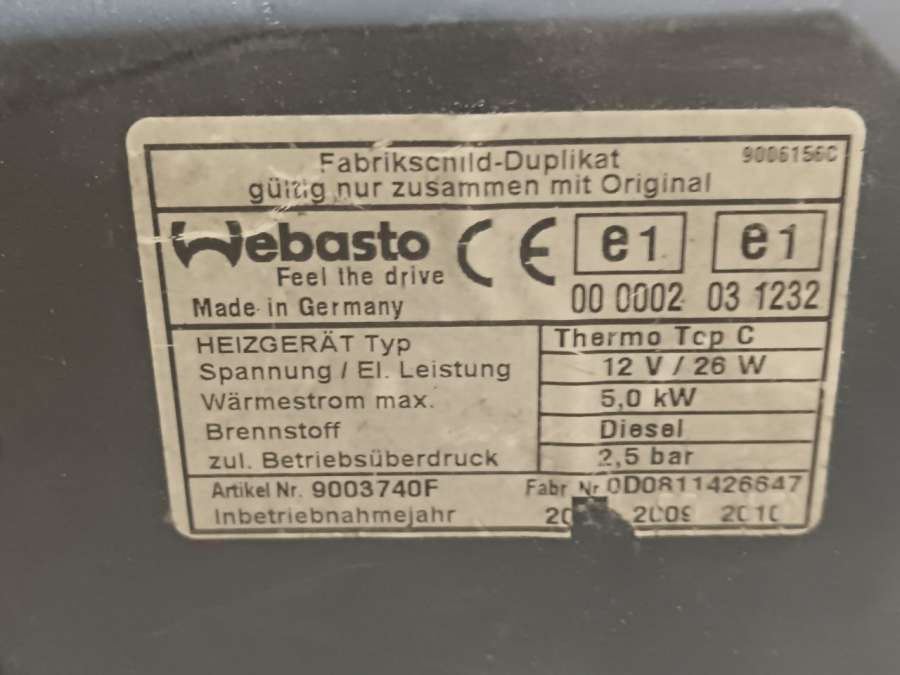 Fabrikschild-Duplikat 9006156C
gültig nur zusammen mit Original
Webasto CE e1 e1
Feel the drive
Made in Germany 00 0002 03 1232
HEIZGERÄT Typ Thermo Top C
Spannung / El. Leistung 12 V / 26 W
Wärmestrom max. 5,0 kW
Brennstoff Diesel
zul. Betriebsüberdruck 2,5 bar
Artikel Nr. 9003740F Fabr Nr 0D0811426647
Inbetriebnahmejahr 2009 2010